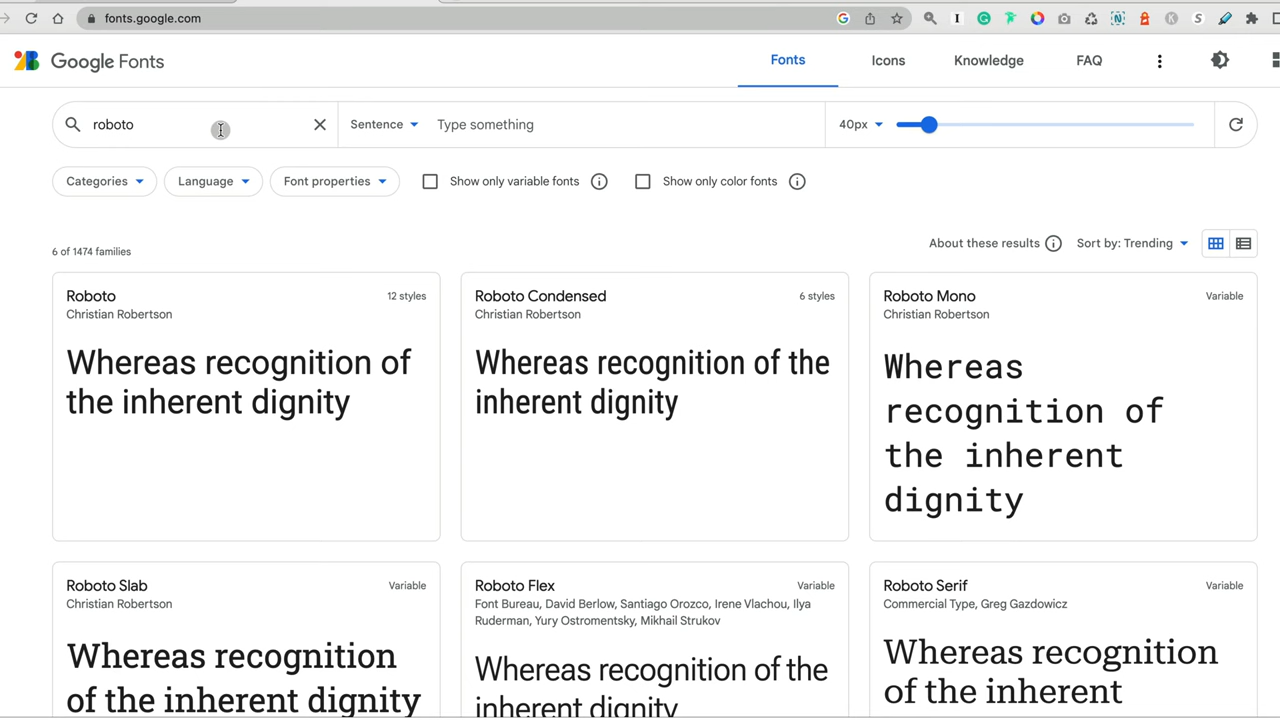 fonts.google.com
Google Fonts
Fonts
Icons
Knowledge
FAQ
roboto
Sentence
Type something
40px
Categories
Language
Font properties
Show only variable fonts
Show only color fonts
6 of 1474 families
About these results
Sort by: Trending
Roboto
12 styles
Christian Robertson
Whereas recognition of
the inherent dignity
Roboto Condensed
6 styles
Christian Robertson
Whereas recognition of the
inherent dignity
Roboto Mono
Variable
Christian Robertson
Whereas
recognition of
the inherent
dignity
Roboto Slab
Variable
Christian Robertson
Whereas recognition
of the inherent dignity
Roboto Flex
Variable
Font Bureau, David Berlow, Santiago Orozco, Irene Vlachou, Ilya
Ruderman, Yury Ostromentsky, Mikhail Strukov
Whereas recognition of the
inherent dignity
Roboto Serif
Variable
Commercial Type, Greg Gazdowicz
Whereas recognition
of the inherent